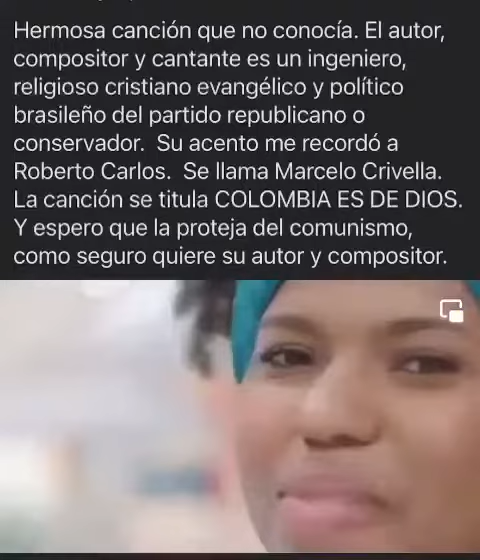 Hermosa canción que no conocía. El autor,
compositor y cantante es un ingeniero,
religioso cristiano evangélico y político
brasileño del partido republicano o
conservador.  Su acento me recordó a
Roberto Carlos.  Se llama Marcelo Crivella.
La canción se titula COLOMBIA ES DE DIOS.
Y espero que la proteja del comunismo,
como seguro quiere su autor y compositor.